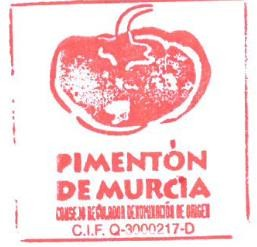 PIMENTÓN
DE MURCIA
CONSEJO REGULADOR DENOMINACIÓN DE ORIGEN
C.I.F. Q-3000217-D